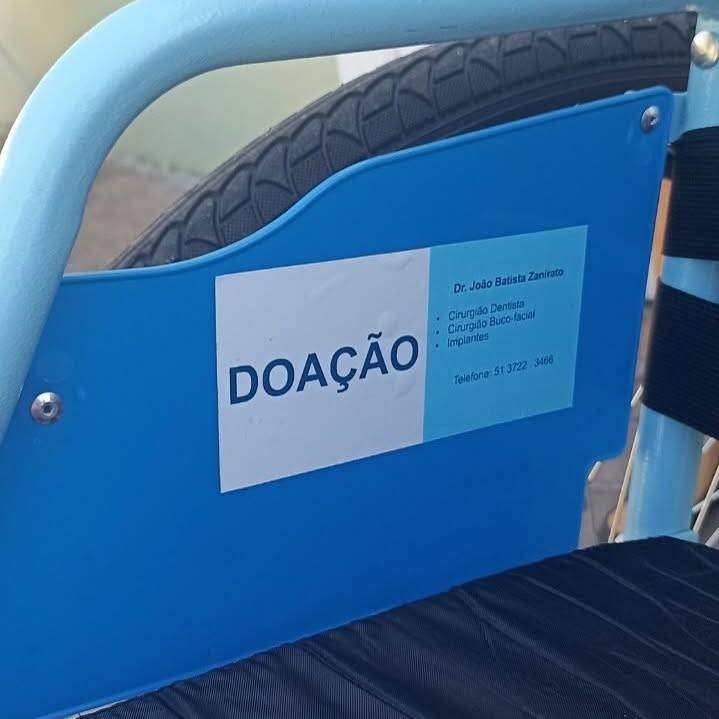 DOAÇÃO
Dr. João Batista Zanirato
• Cirurgião Dentista
• Cirurgião Buco-facial
• Implantes
Telefone: 51 3722 3466